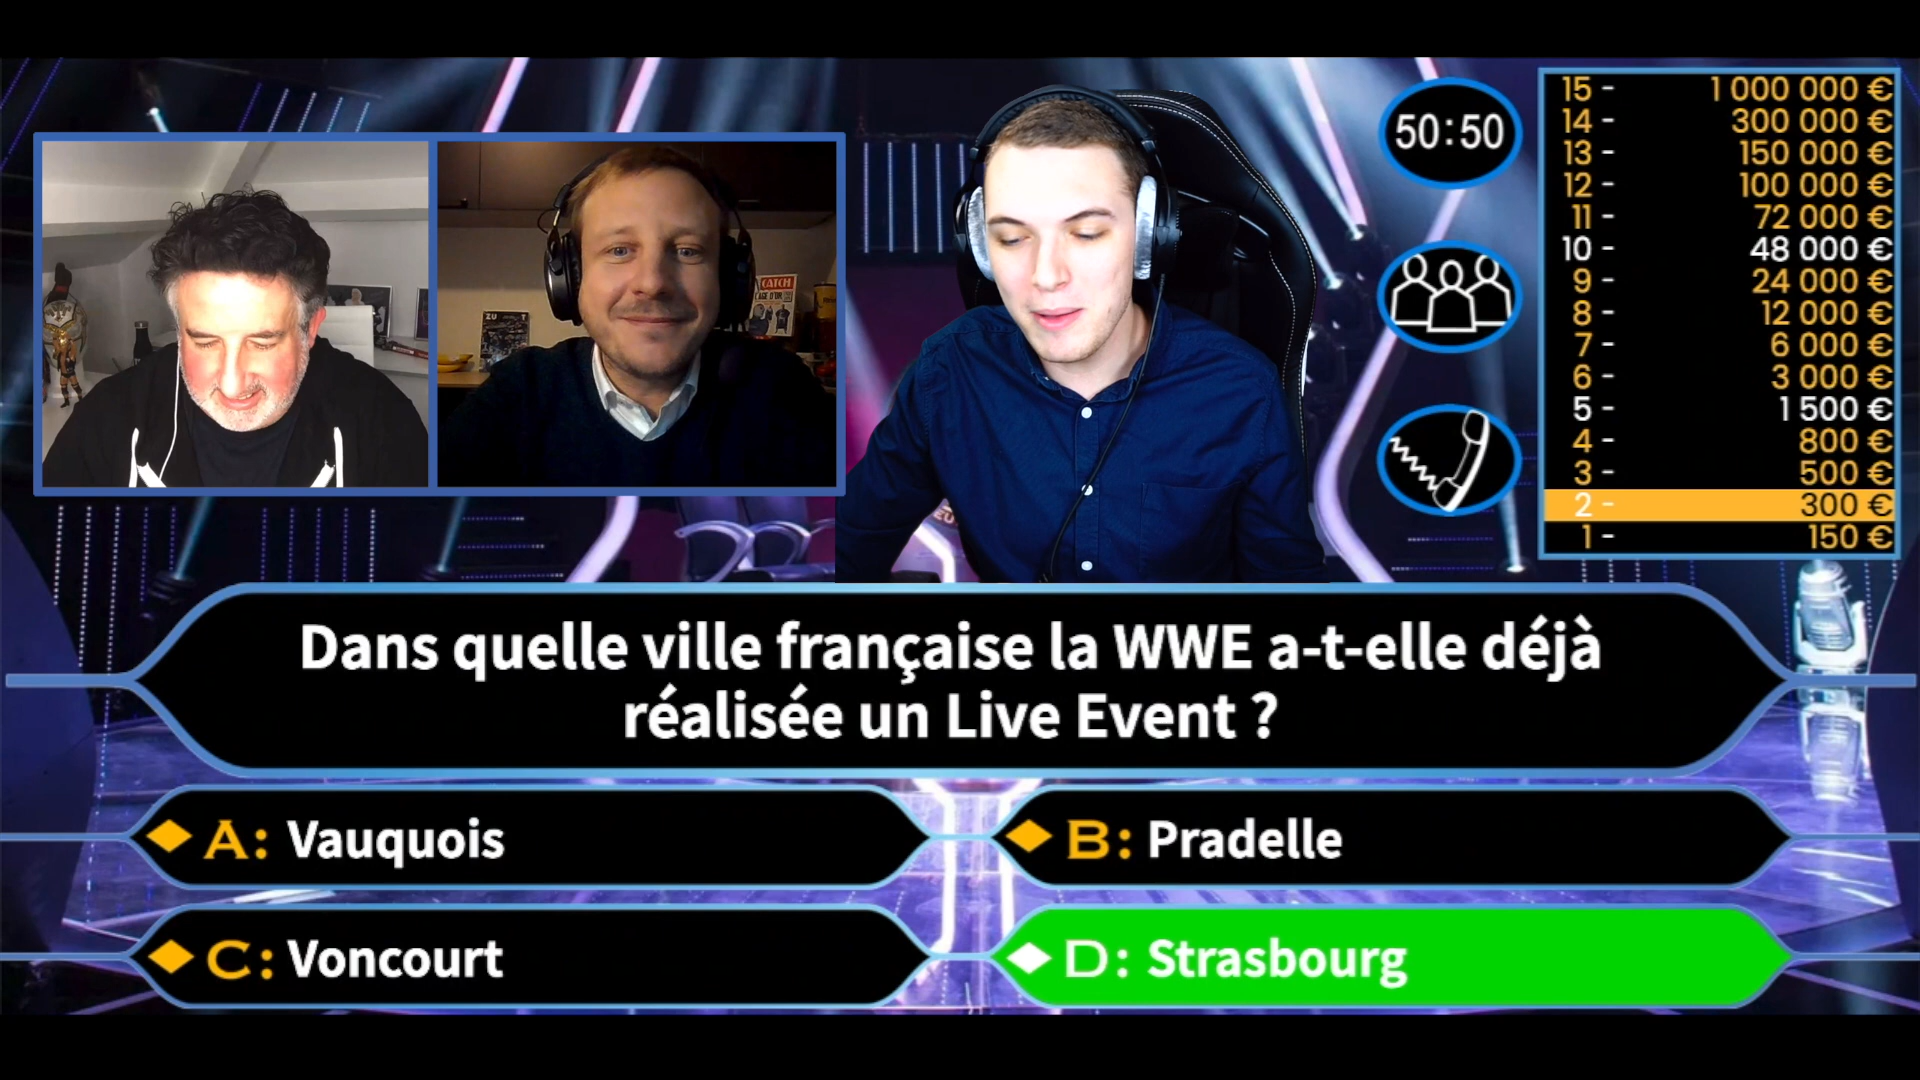 CATCH
ZU T
50:50
15 - 1 000 000 €
14 - 300 000 €
13 - 150 000 €
12 - 100 000 €
11 - 72 000 €
10 - 48 000 €
9 - 24 000 €
8 - 12 000 €
7 - 6 000 €
6 - 3 000 €
5 - 1 500 €
4 - 800 €
3 - 500 €
2 - 300 €
1 - 150 €
Dans quelle ville française la WWE a-t-elle déjà
réalisée un Live Event ?
A: Vauquois
B: Pradelle
C: Voncourt
D: Strasbourg